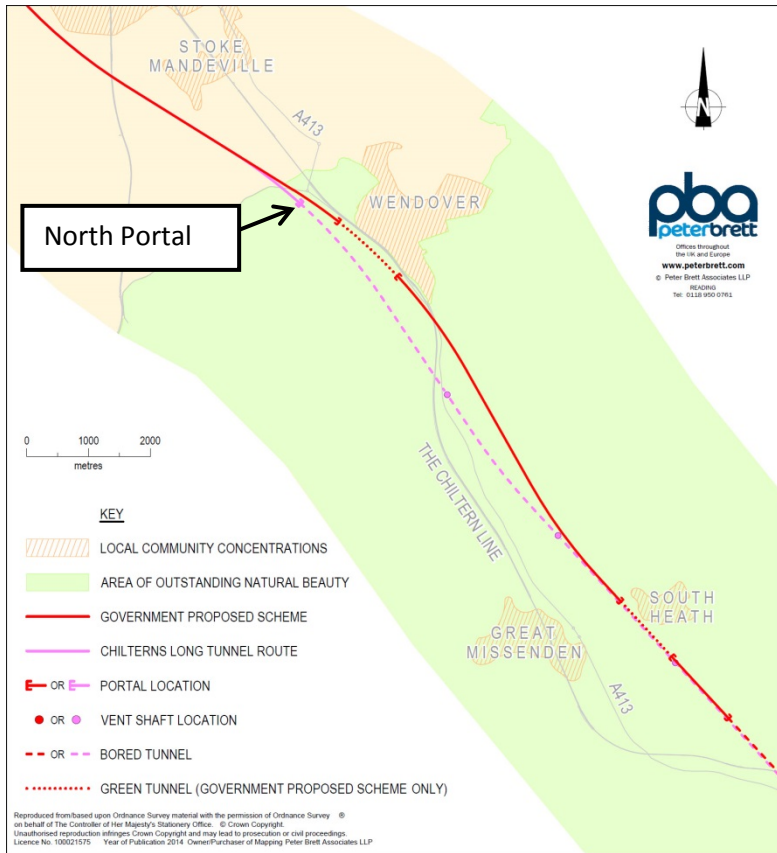 STOKE
MANDEVILLE
A413
N
WENDOVER
North Portal
pba
peterbrett
Offices throughout
the UK and Europe
www.peterbrett.com
© Peter Brett Associates LLP
READING
Tel: 0118 950 0761
0 1000 2000
metres
THE CHILTERN LINE
SOUTH
HEATH
GREAT
MISSENDEN
A413
KEY
LOCAL COMMUNITY CONCENTRATIONS
AREA OF OUTSTANDING NATURAL BEAUTY
GOVERNMENT PROPOSED SCHEME
CHILTERNS LONG TUNNEL ROUTE
OR PORTAL LOCATION
OR VENT SHAFT LOCATION
OR BORED TUNNEL
GREEN TUNNEL (GOVERNMENT PROPOSED SCHEME ONLY)
Reproduced from/based upon Ordnance Survey material with the permission of Ordnance Survey ®
on behalf of The Controller of Her Majesty's Stationery Office. © Crown Copyright.
Unauthorised reproduction infringes Crown Copyright and may lead to prosecution or civil proceedings.
Licence No. 100021575 Year of Publication 2014 Owner/Purchaser of Mapping Peter Brett Associates LLP